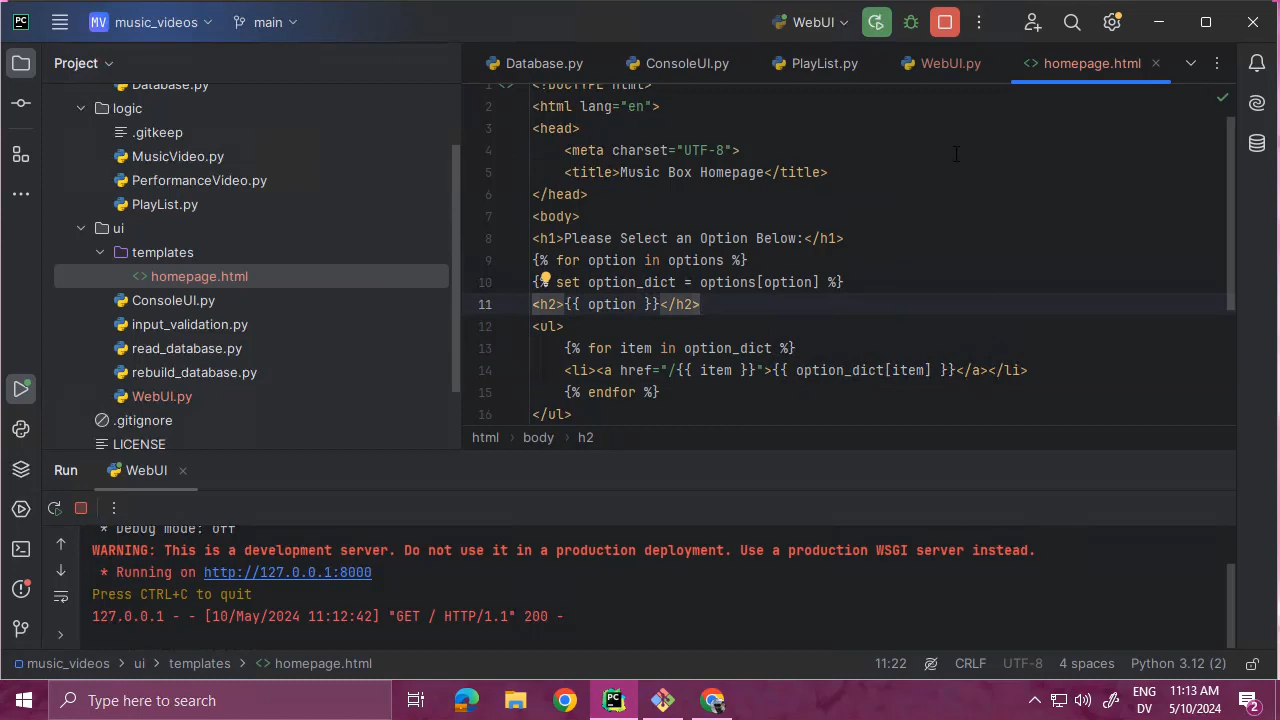 PC
MV music_videos main WebUI
Project
Database.py ConsoleUI.py PlayList.py WebUI.py homepage.html
Database.py
logic
.gitkeep
MusicVideo.py
PerformanceVideo.py
PlayList.py
ui
templates
homepage.html
ConsoleUI.py
input_validation.py
read_database.py
rebuild_database.py
WebUI.py
.gitignore
LICENSE
1 <!DOCTYPE html>
2 <html lang="en">
3 <head>
4 <meta charset="UTF-8">
5 <title>Music Box Homepage</title>
6 </head>
7 <body>
8 <h1>Please Select an Option Below:</h1>
9 {% for option in options %}
10 {% set option_dict = options[option] %}
11 <h2>{{ option }}</h2>
12 <ul>
13 {% for item in option_dict %}
14 <li><a href="/{{ item }}">{{ option_dict[item] }}</a></li>
15 {% endfor %}
16 </ul>
html body h2
Run WebUI
* Debug mode: off
WARNING: This is a development server. Do not use it in a production deployment. Use a production WSGI server instead.
* Running on http://127.0.0.1:8000
Press CTRL+C to quit
127.0.0.1 - - [10/May/2024 11:12:42] "GET / HTTP/1.1" 200 -
music_videos ui templates homepage.html 11:22 CRLF UTF-8 4 spaces Python 3.12 (2)
Type here to search
PC
ENG
DV
11:13 AM
5/10/2024
2